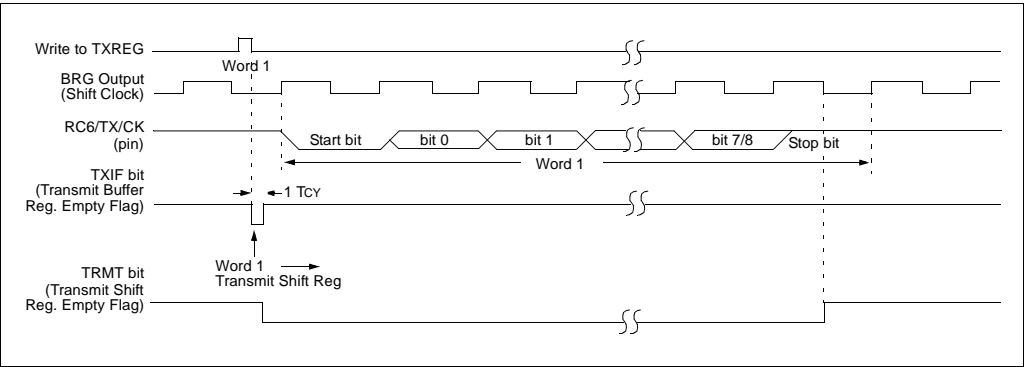 Write to TXREG
Word 1
BRG Output
(Shift Clock)
RC6/TX/CK
(pin)
Start bit
bit 0
bit 1
bit 7/8
Stop bit
Word 1
TXIF bit
(Transmit Buffer
Reg. Empty Flag)
1 TCY
Word 1
Transmit Shift Reg
TRMT bit
(Transmit Shift
Reg. Empty Flag)